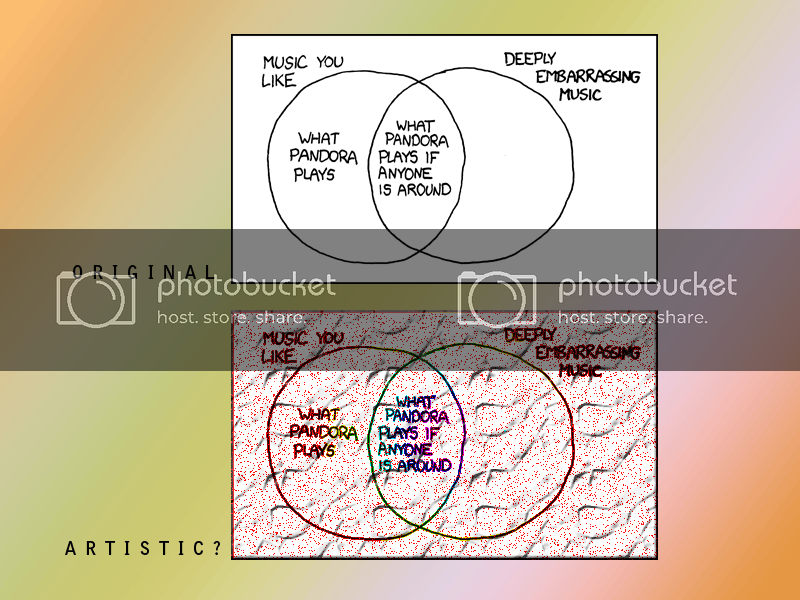 MUSIC YOU
LIKE
DEEPLY
EMBARRASSING
MUSIC
WHAT
PANDORA
PLAYS
WHAT
PANDORA
PLAYS IF
ANYONE
IS AROUND
ORIGINAL
photobucket
host. store. share.
photobucket
host. store. share.
MUSIC YOU
LIKE
DEEPLY
EMBARRASSING
MUSIC
WHAT
PANDORA
PLAYS
WHAT
PANDORA
PLAYS IF
ANYONE
IS AROUND
ARTISTIC?